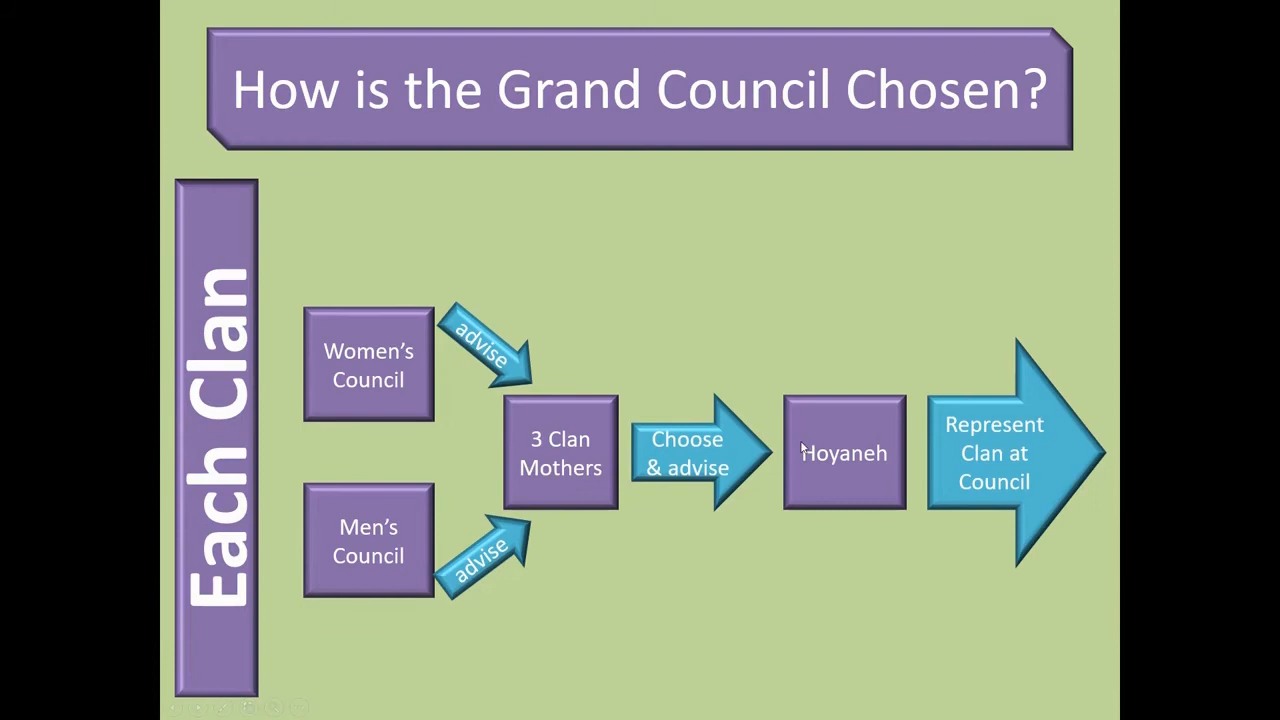 How is the Grand Council Chosen?
Each Clan
Women's
Council
advise
Men's
Council
advise
3 Clan
Mothers
Choose
& advise
Hoyaneh
Represent
Clan at
Council